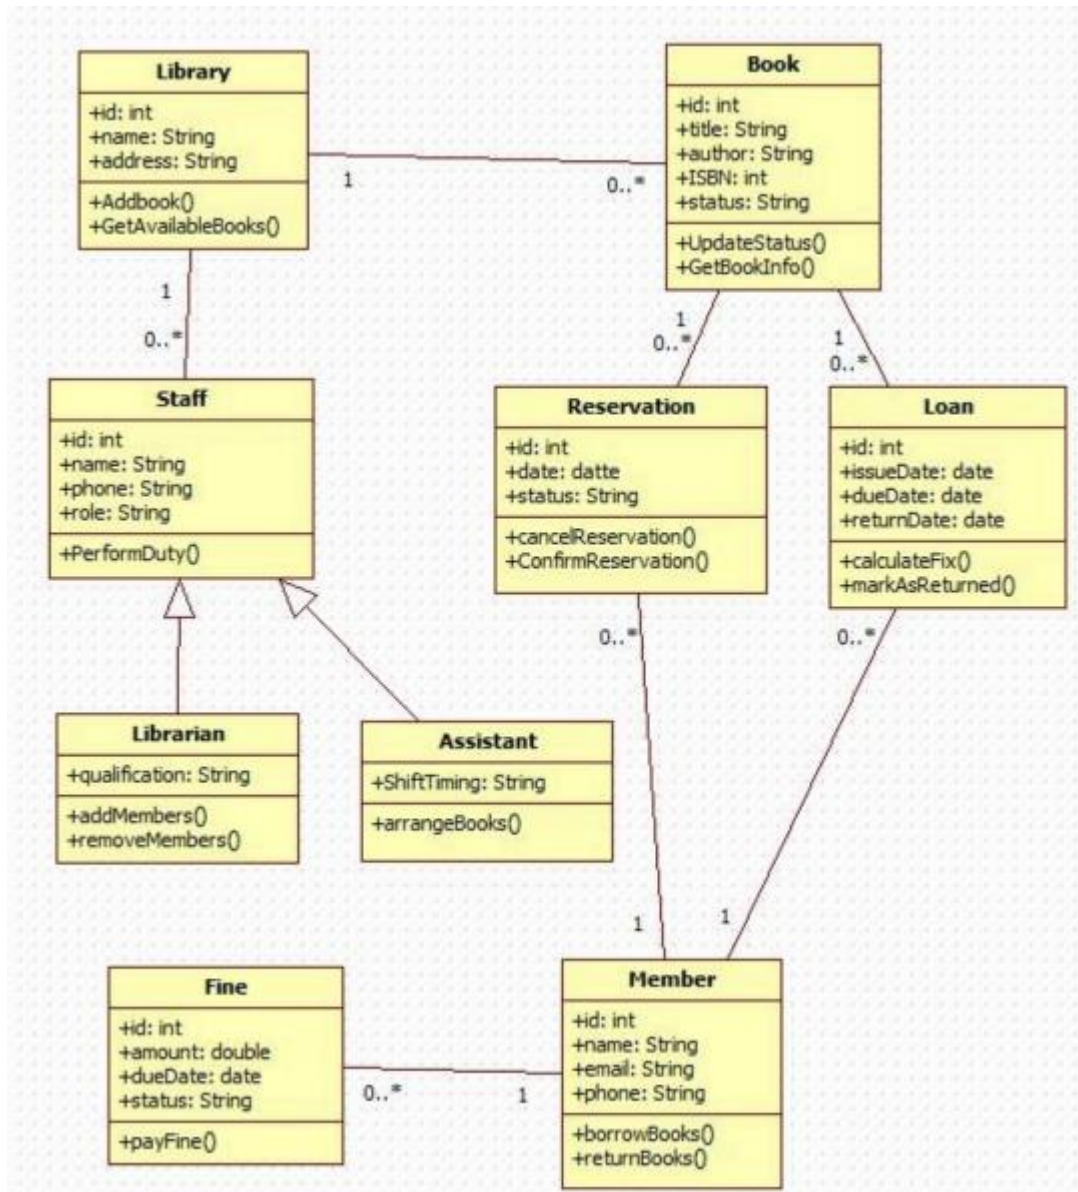 Library
+id: int
+name: String
+address: String
+Addbook()
+GetAvailableBooks()
1
0..*
Book
+id: int
+title: String
+author: String
+ISBN: int
+status: String
+UpdateStatus()
+GetBookInfo()
1
0..*
1
0..*
1
0..*
Staff
+id: int
+name: String
+phone: String
+role: String
+PerformDuty()
Reservation
+id: int
+date: datte
+status: String
+cancelReservation()
+ConfirmReservation()
0..*
1
Loan
+id: int
+issueDate: date
+dueDate: date
+returnDate: date
+calculateFix()
+markAsReturned()
0..*
1
Librarian
+qualification: String
+addMembers()
+removeMembers()
Assistant
+ShiftTiming: String
+arrangeBooks()
Fine
+id: int
+amount: double
+dueDate: date
+status: String
+payFine()
0..*
1
Member
+id: int
+name: String
+email: String
+phone: String
+borrowBooks()
+returnBooks()